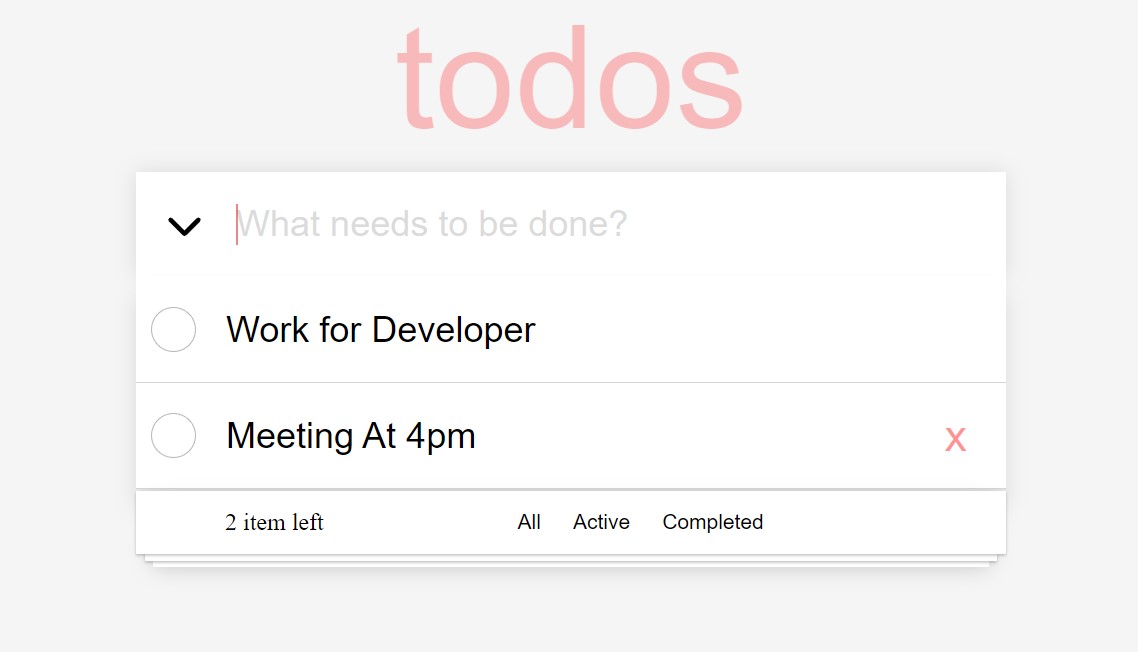 todos
What needs to be done?
Work for Developer
Meeting At 4pm x
2 item left All Active Completed